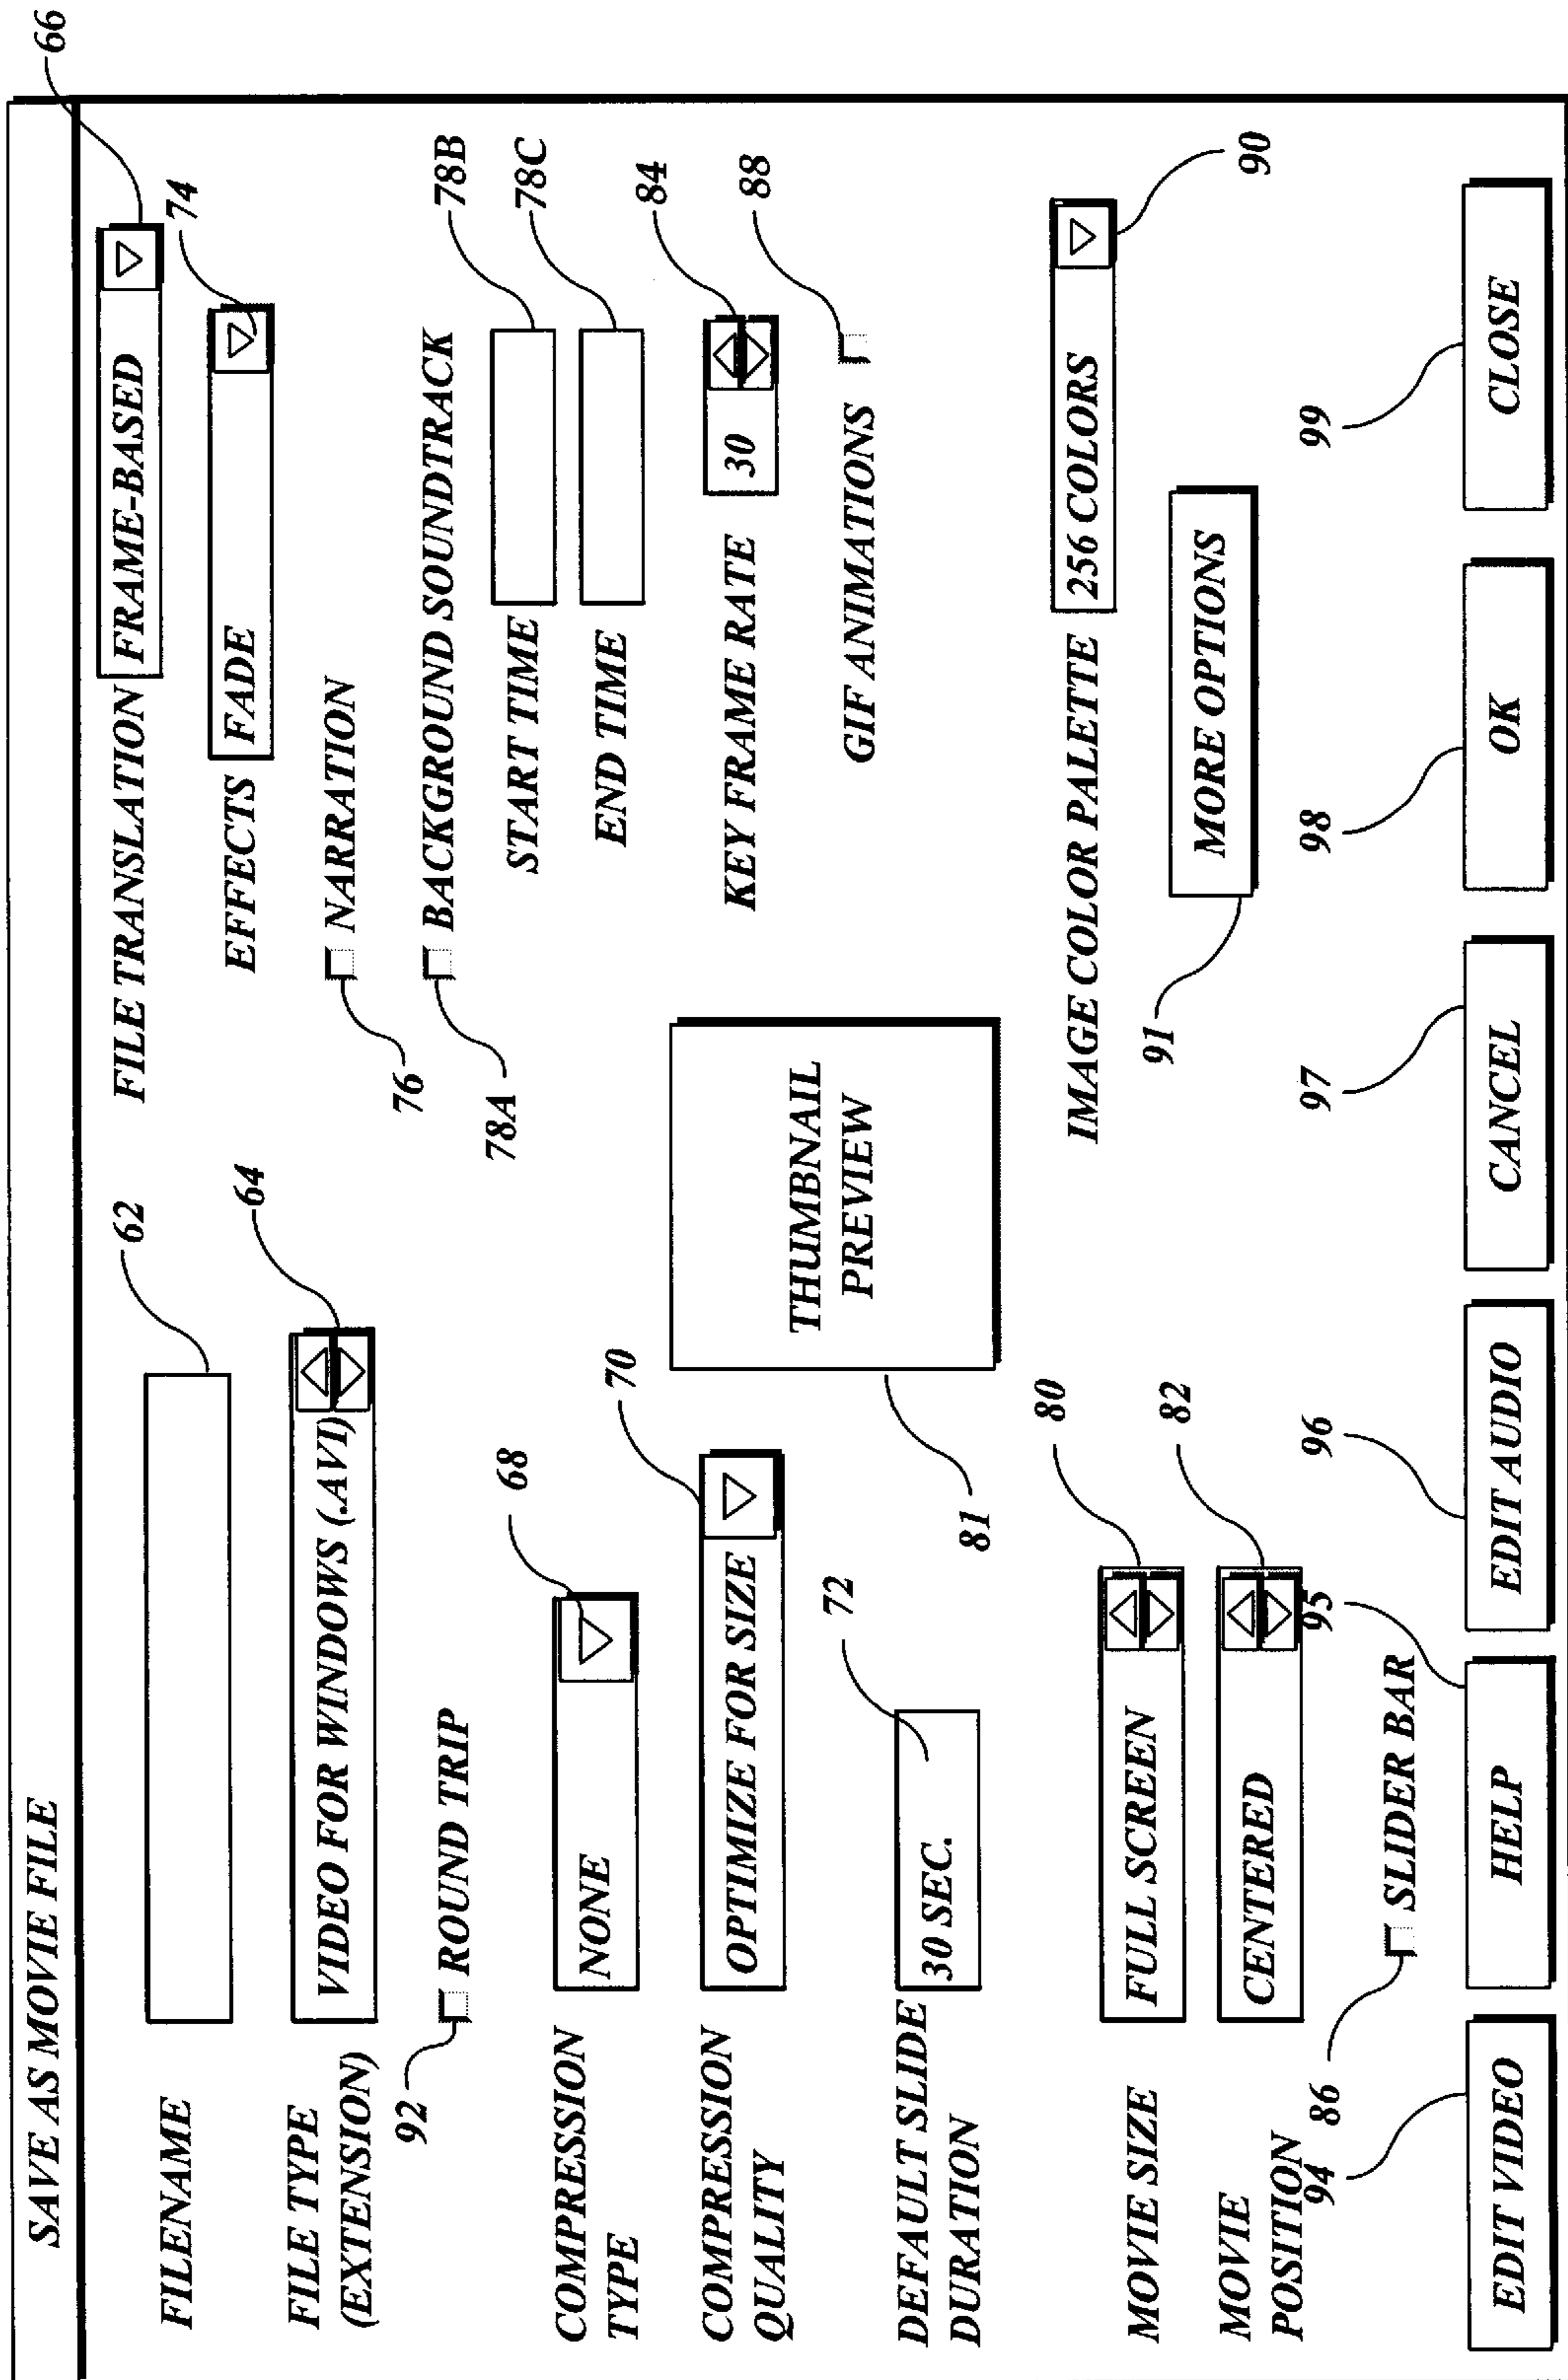 SAVE AS MOVIE FILE
66
FILENAME
62
FILE TRANSLATION
FRAME-BASED
74
FILE TYPE
(EXTENSION)
VIDEO FOR WINDOWS (.AVI)
64
EFFECTS
FADE
92
ROUND TRIP
76
NARRATION
78A
BACKGROUND SOUNDTRACK
78B
START TIME
78C
END TIME
COMPRESSION
TYPE
NONE
68
COMPRESSION
QUALITY
OPTIMIZE FOR SIZE
70
THUMBNAIL
PREVIEW
81
KEY FRAME RATE
30
84
GIF ANIMATIONS
88
DEFAULT SLIDE
DURATION
30 SEC.
72
MOVIE SIZE
FULL SCREEN
80
IMAGE COLOR PALETTE
256 COLORS
90
MOVIE
POSITION
CENTERED
82
91
MORE OPTIONS
86
SLIDER BAR
94
95
96
97
98
99
EDIT VIDEO
HELP
EDIT AUDIO
CANCEL
OK
CLOSE